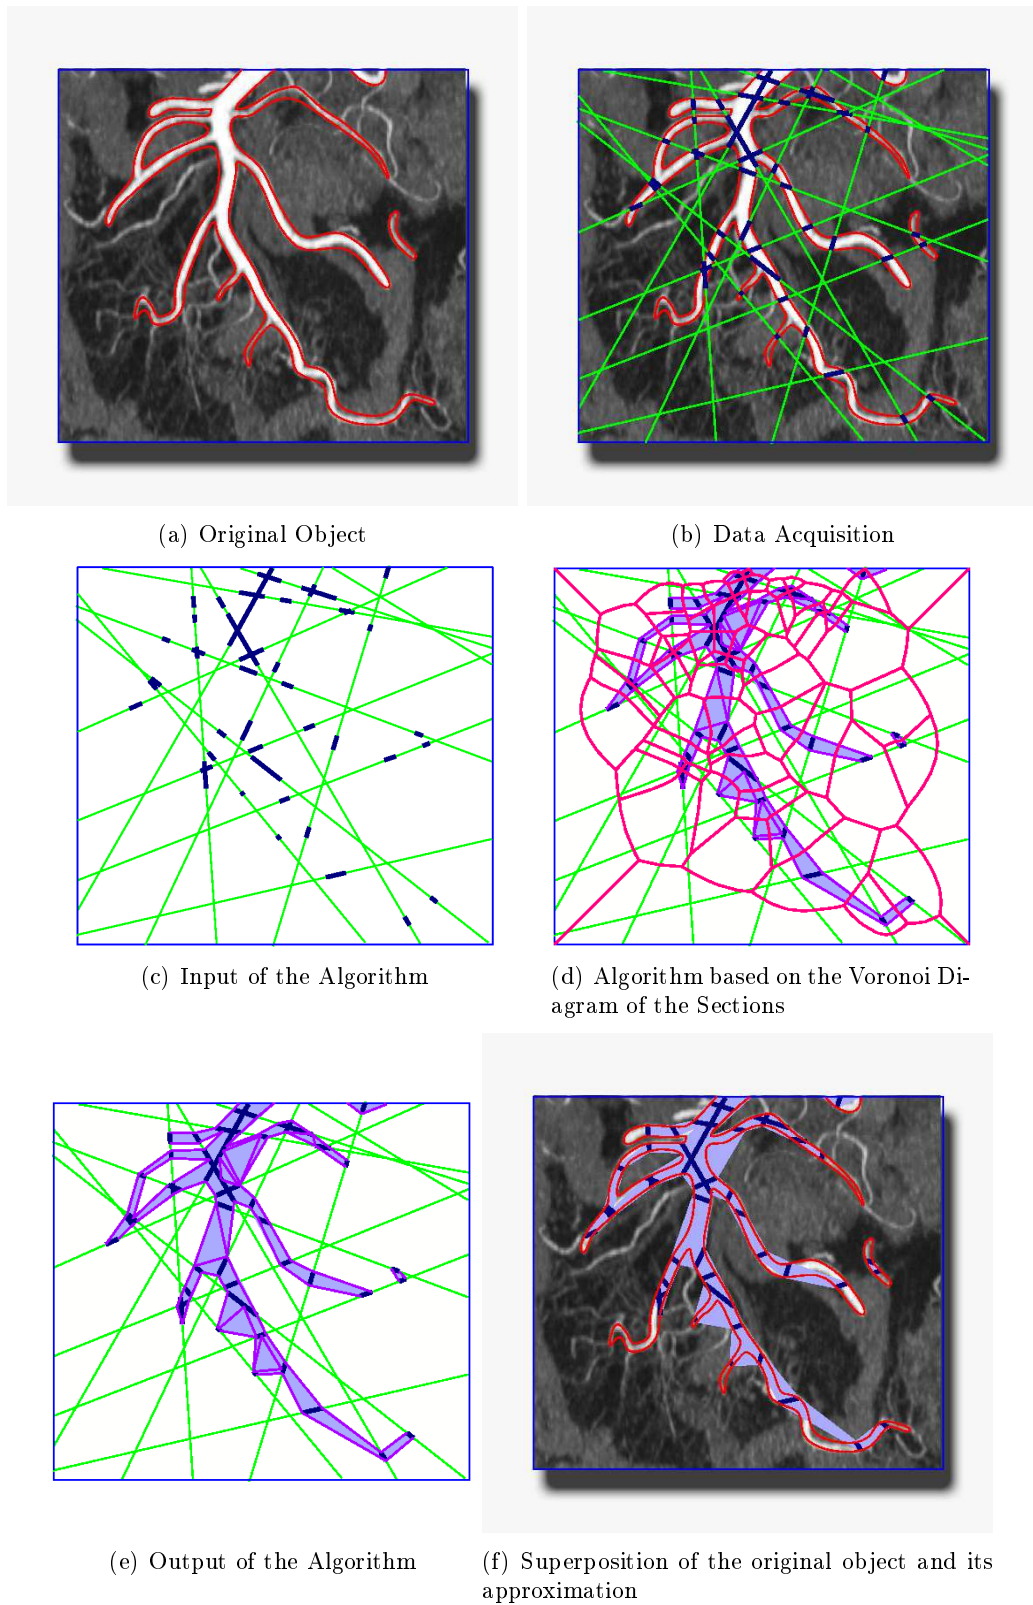 (a) Original Object
(b) Data Acquisition
(c) Input of the Algorithm
(d) Algorithm based on the Voronoi Di-
agram of the Sections
(e) Output of the Algorithm
(f) Superposition of the original object and its
approximation